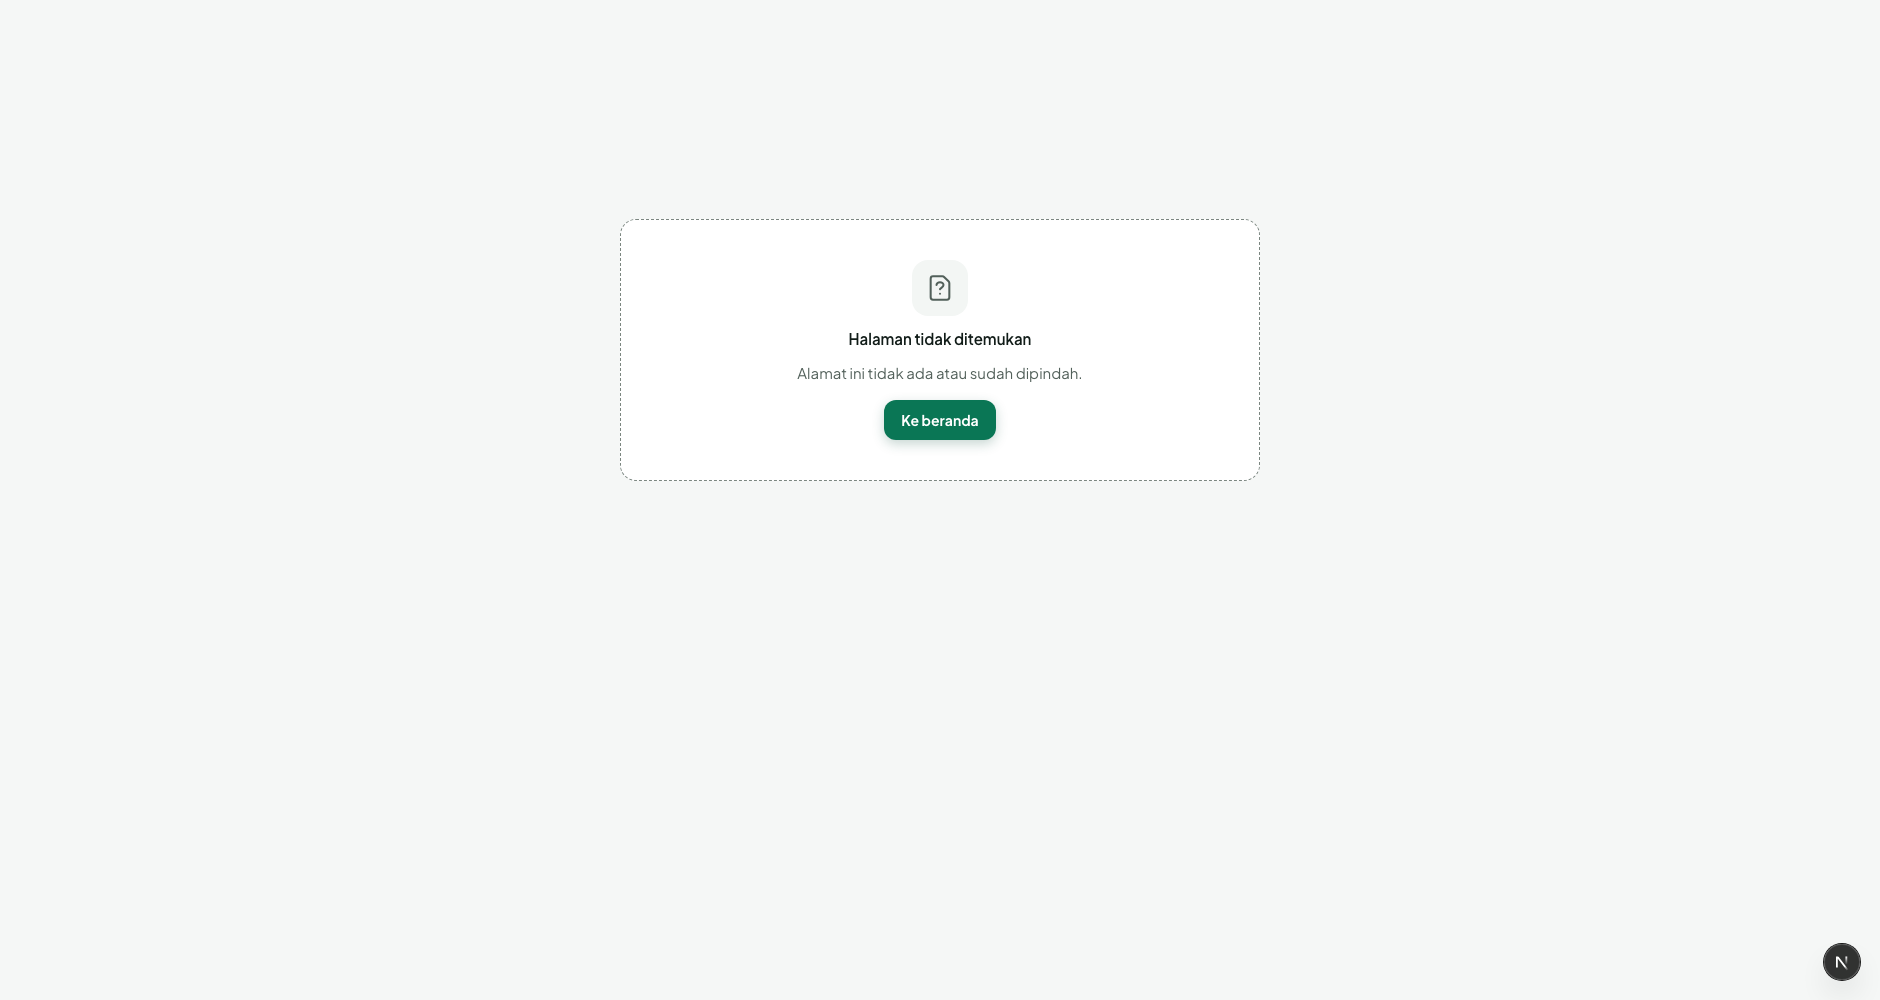 Halaman tidak ditemukan
Alamat ini tidak ada atau sudah dipindah.
Ke beranda
N